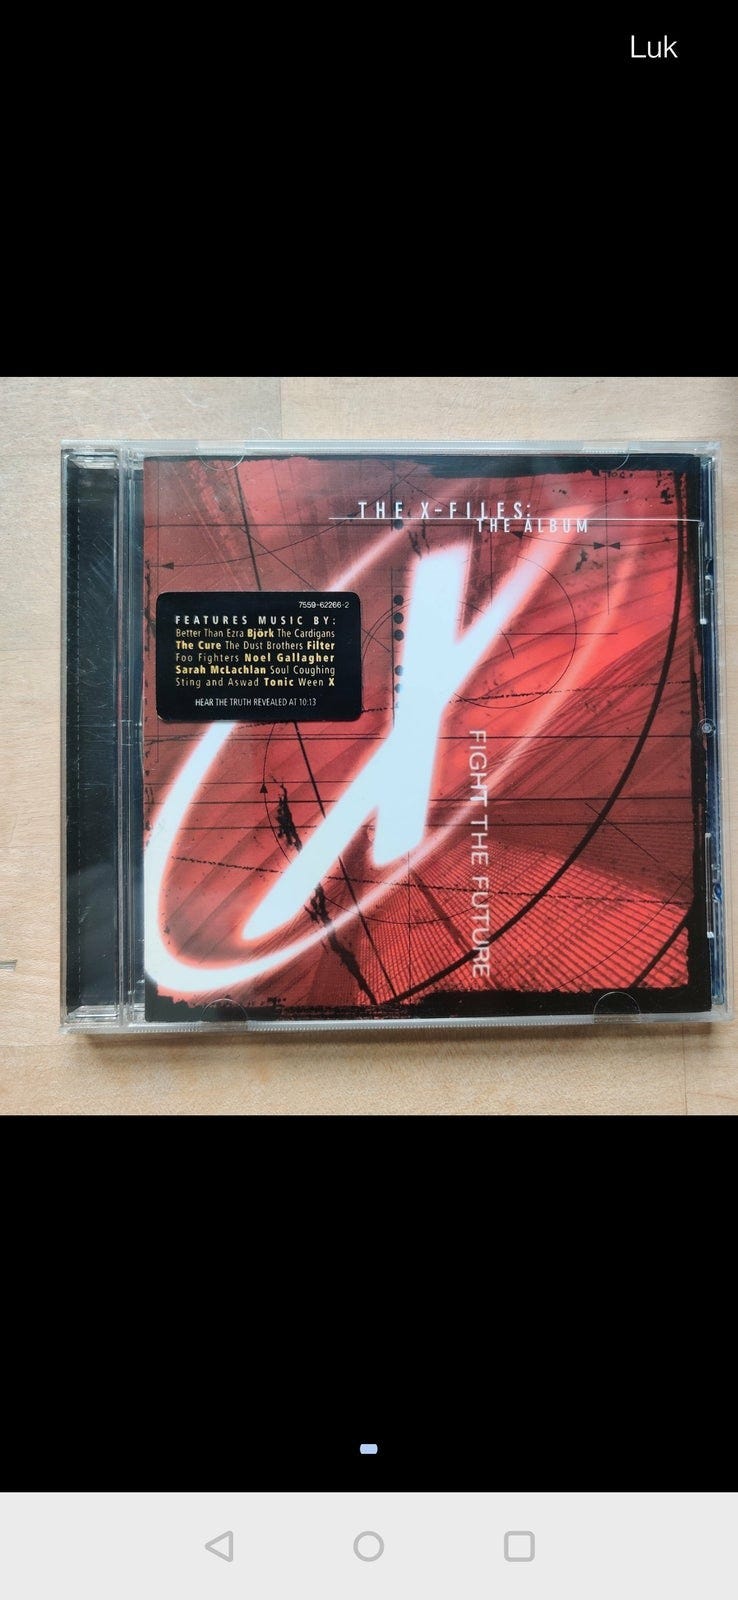 Luk
THE X-FILES:
THE ALBUM
7559-62266-2
FEATURES MUSIC BY:
Better Than Ezra Björk The Cardigans
The Cure The Dust Brothers Filter
Foo Fighters Noel Gallagher
Sarah McLachlan Soul Coughing
Sting and Aswad Tonic Ween X
HEAR THE TRUTH REVEALED AT 10:13
FIGHT THE FUTURE